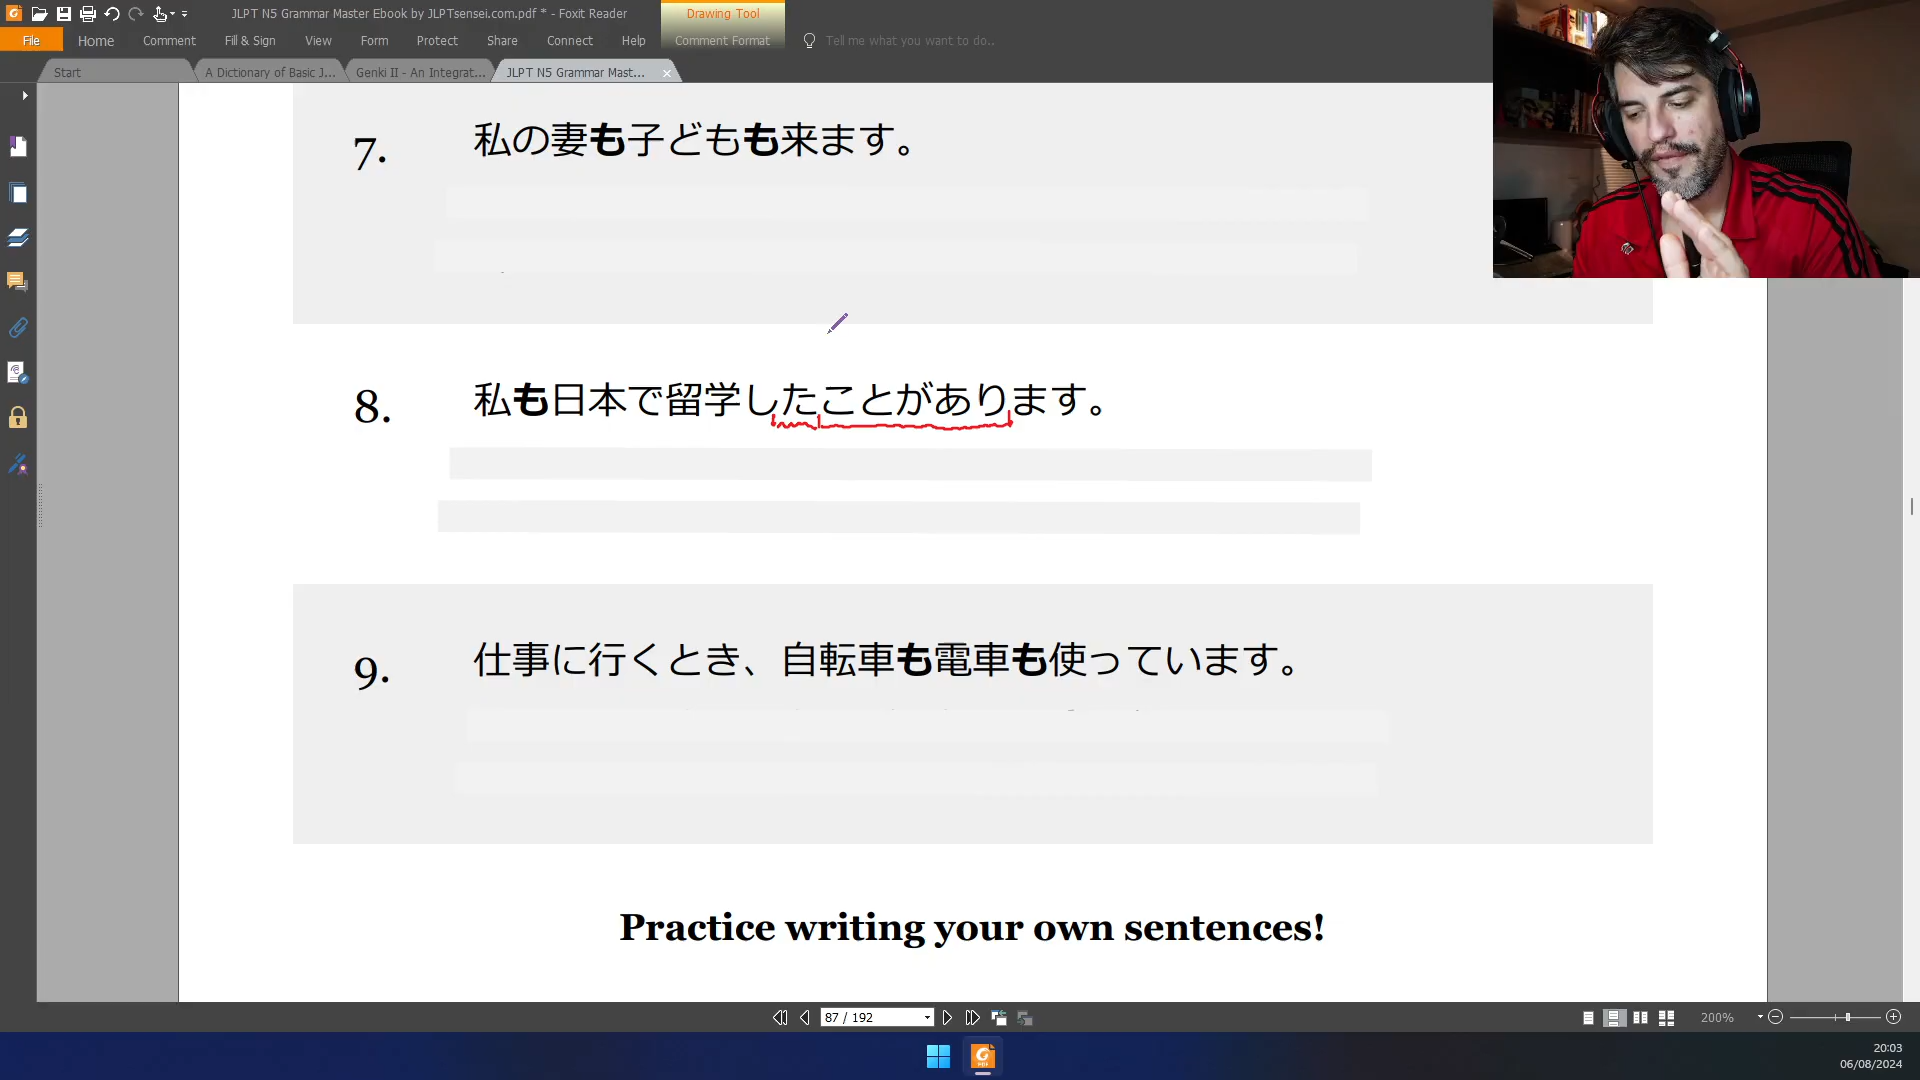 JLPT N5 Grammar Master Ebook by JLPTsensei.com.pdf * - Foxit Reader
Drawing Tool
File
Home
Comment
Fill & Sign
View
Form
Protect
Share
Connect
Help
Comment Format
Tell me what you want to do..
Start
A Dictionary of Basic J...
Genki II - An Integrat...
JLPT N5 Grammar Mast...
7.
私の妻も子どもも来ます。
8.
私も日本で留学したことがあります。
9.
仕事に行くとき、自転車も電車も使っています。
Practice writing your own sentences!
87 / 192
200%
20:03
06/08/2024